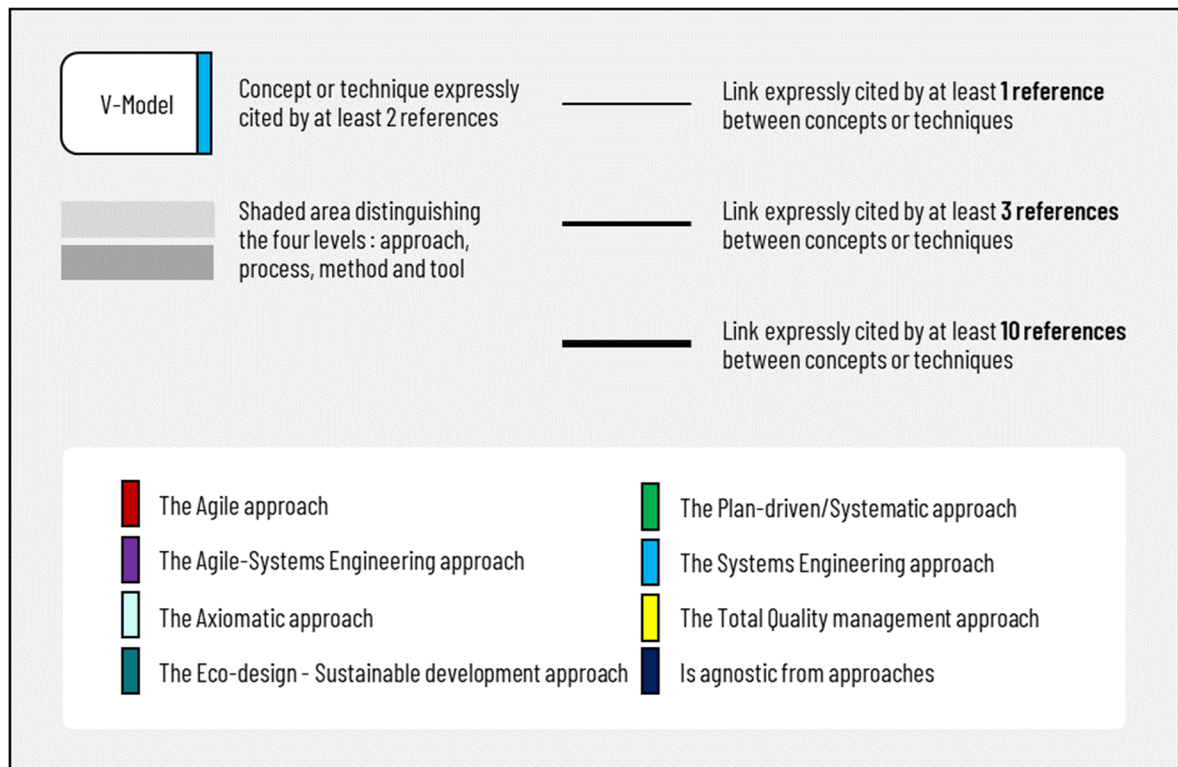 V-Model
Concept or technique expressly
cited by at least 2 references
Link expressly cited by at least 1 reference
between concepts or techniques
Shaded area distinguishing
the four levels : approach,
process, method and tool
Link expressly cited by at least 3 references
between concepts or techniques
Link expressly cited by at least 10 references
between concepts or techniques
The Agile approach
The Agile-Systems Engineering approach
The Axiomatic approach
The Eco-design - Sustainable development approach
The Plan-driven/Systematic approach
The Systems Engineering approach
The Total Quality management approach
Is agnostic from approaches